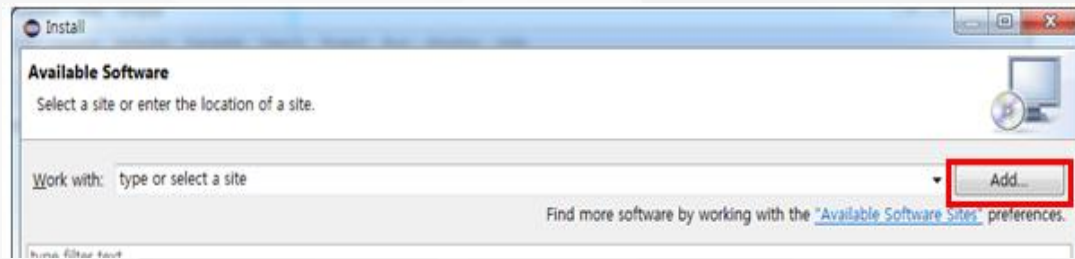 Install
Available Software
Select a site or enter the location of a site.
Work with: type or select a site Add...
Find more software by working with the "Available Software Sites" preferences.
type filter text